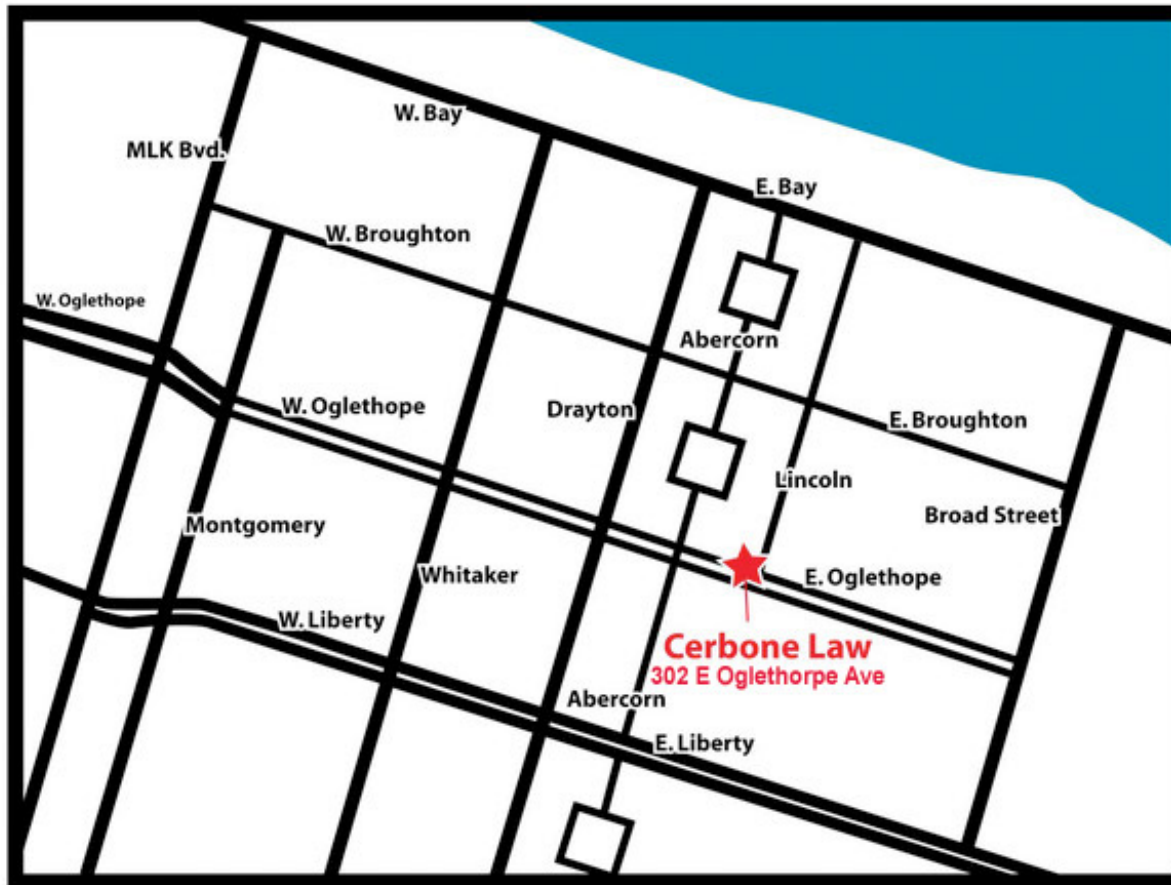 W. Bay
MLK Bvd.
E. Bay
W. Broughton
W. Oglethope
Abercorn
W. Oglethope
Drayton
E. Broughton
Lincoln
Broad Street
Montgomery
Whitaker
E. Oglethope
W. Liberty
Cerbone Law
302 E Oglethorpe Ave
Abercorn
E. Liberty